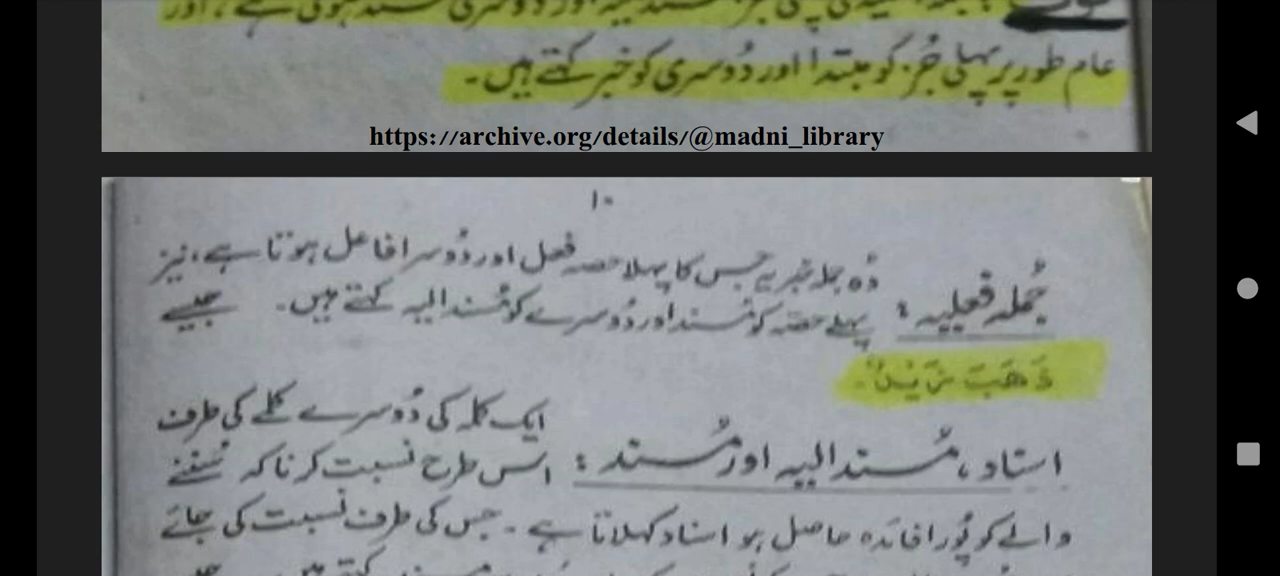 عام طور پر پہلی جُز کو مبتدا اور دُوسری کو خبر کہتے ہیں۔
https://archive.org/details/@madni_library
۱۰
جُملہ فعلیہ : وُہ جملہ خبریہ جس کا پہلا حصہ فعل اور دُوسرا فاعل ہوتا ہے، نیز
پہلے حصّہ کو مُسند اور دُوسرے کو مُسند الیہ کہتے ہیں۔ جیسے
ذَهَبَ زَيْدٌ۔
ایک کلمہ کی دُوسرے کلمے کی طرف
اسناد، مُسند الیہ اور مُسند : اس طرح نسبت کرنا کہ سُننے
والے کو پُورا فائدہ حاصل ہو اسناد کہلاتا ہے۔ جس کی طرف نسبت کی جائے